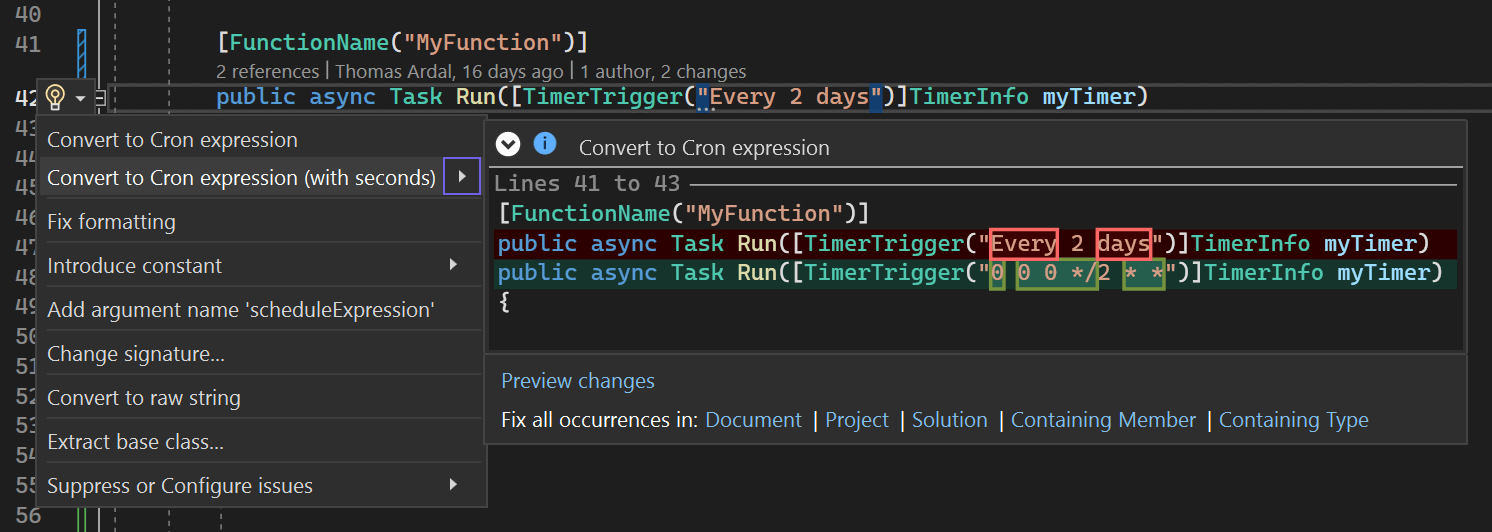 40
41 [FunctionName("MyFunction")]
2 references | Thomas Ardal, 16 days ago | 1 author, 2 changes
42 public async Task Run([TimerTrigger("Every 2 days")]TimerInfo myTimer)
43
44
45
46
47
48
49
50
51
52
53
54
55
56
Convert to Cron expression
Convert to Cron expression (with seconds)
Fix formatting
Introduce constant
Add argument name 'scheduleExpression'
Change signature...
Convert to raw string
Extract base class...
Suppress or Configure issues
Convert to Cron expression
Lines 41 to 43
[FunctionName("MyFunction")]
public async Task Run([TimerTrigger("Every 2 days")]TimerInfo myTimer)
public async Task Run([TimerTrigger("0 0 0 */2 * *")]TimerInfo myTimer)
{
Preview changes
Fix all occurrences in: Document | Project | Solution | Containing Member | Containing Type